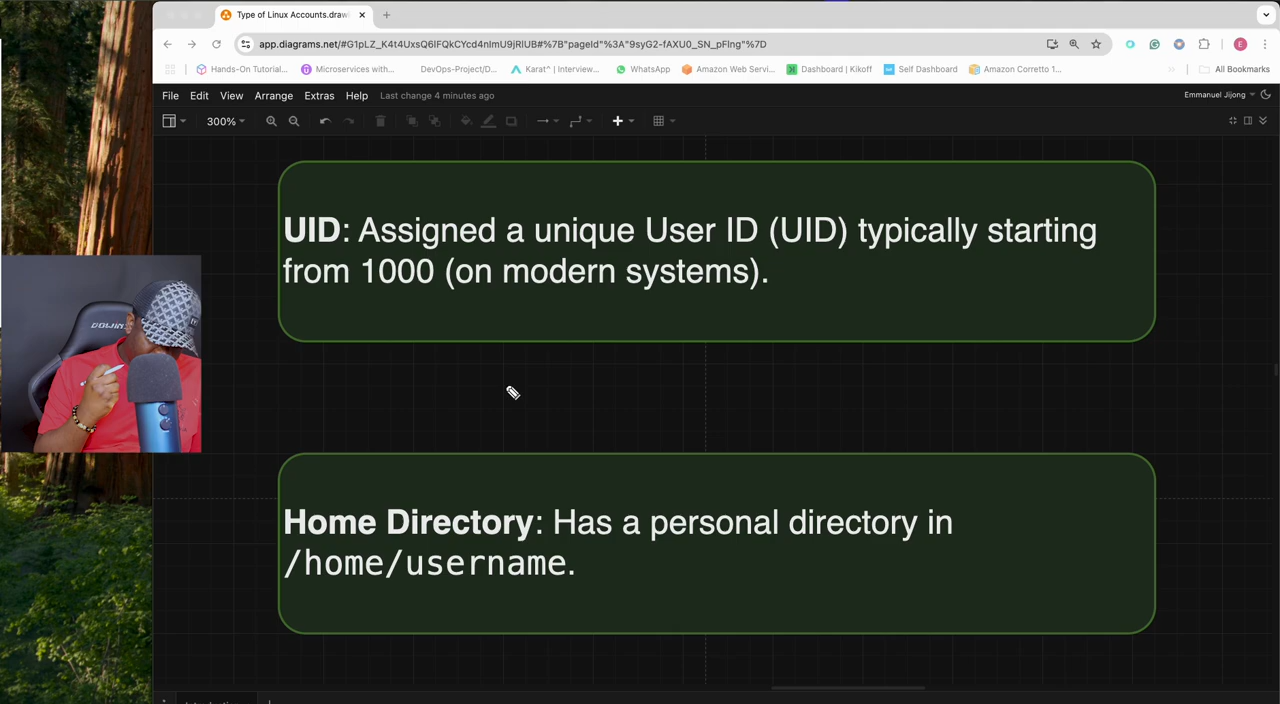 Type of Linux Accounts.draw
app.diagrams.net/#G1pLZ_K4t4UxsQ6IFQkCYcd4nImU9jRIUB#%7B"pageId"%3A"9syG2-fAXU0_SN_pFlng"%7D
Hands-On Tutorial...
Microservices with...
DevOps-Project/D...
Karat^ | Interview...
WhatsApp
Amazon Web Servi...
Dashboard | Kikoff
Self Dashboard
Amazon Corretto 1...
All Bookmarks
File Edit View Arrange Extras Help Last change 4 minutes ago
Emmanuel Jijong
300%
UID: Assigned a unique User ID (UID) typically starting
from 1000 (on modern systems).
Home Directory: Has a personal directory in
/home/username.